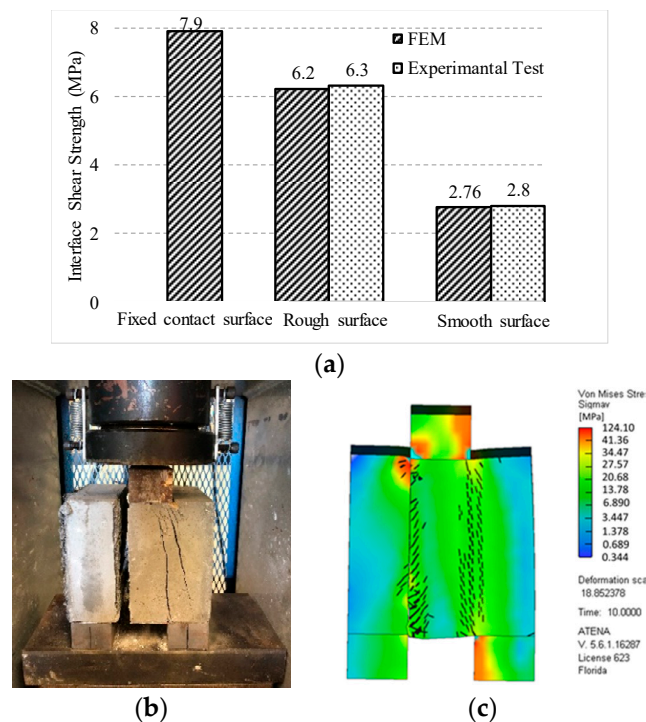 8
7.9
FEM
Experimantal Test
6.2
6.3
6
4
2.76
2.8
2
0
Interface Shear Strength (MPa)
Fixed contact surface
Rough surface
Smooth surface
(a)
Von Mises Stre
Sigmav
[MPa]
124.10
41.36
34.47
27.57
20.68
13.78
6.890
3.447
1.378
0.689
0.344
Deformation sca
18.852378
Time: 10.0000
ATENA
V. 5.6.1.16287
License 623
Florida
(b)
(c)